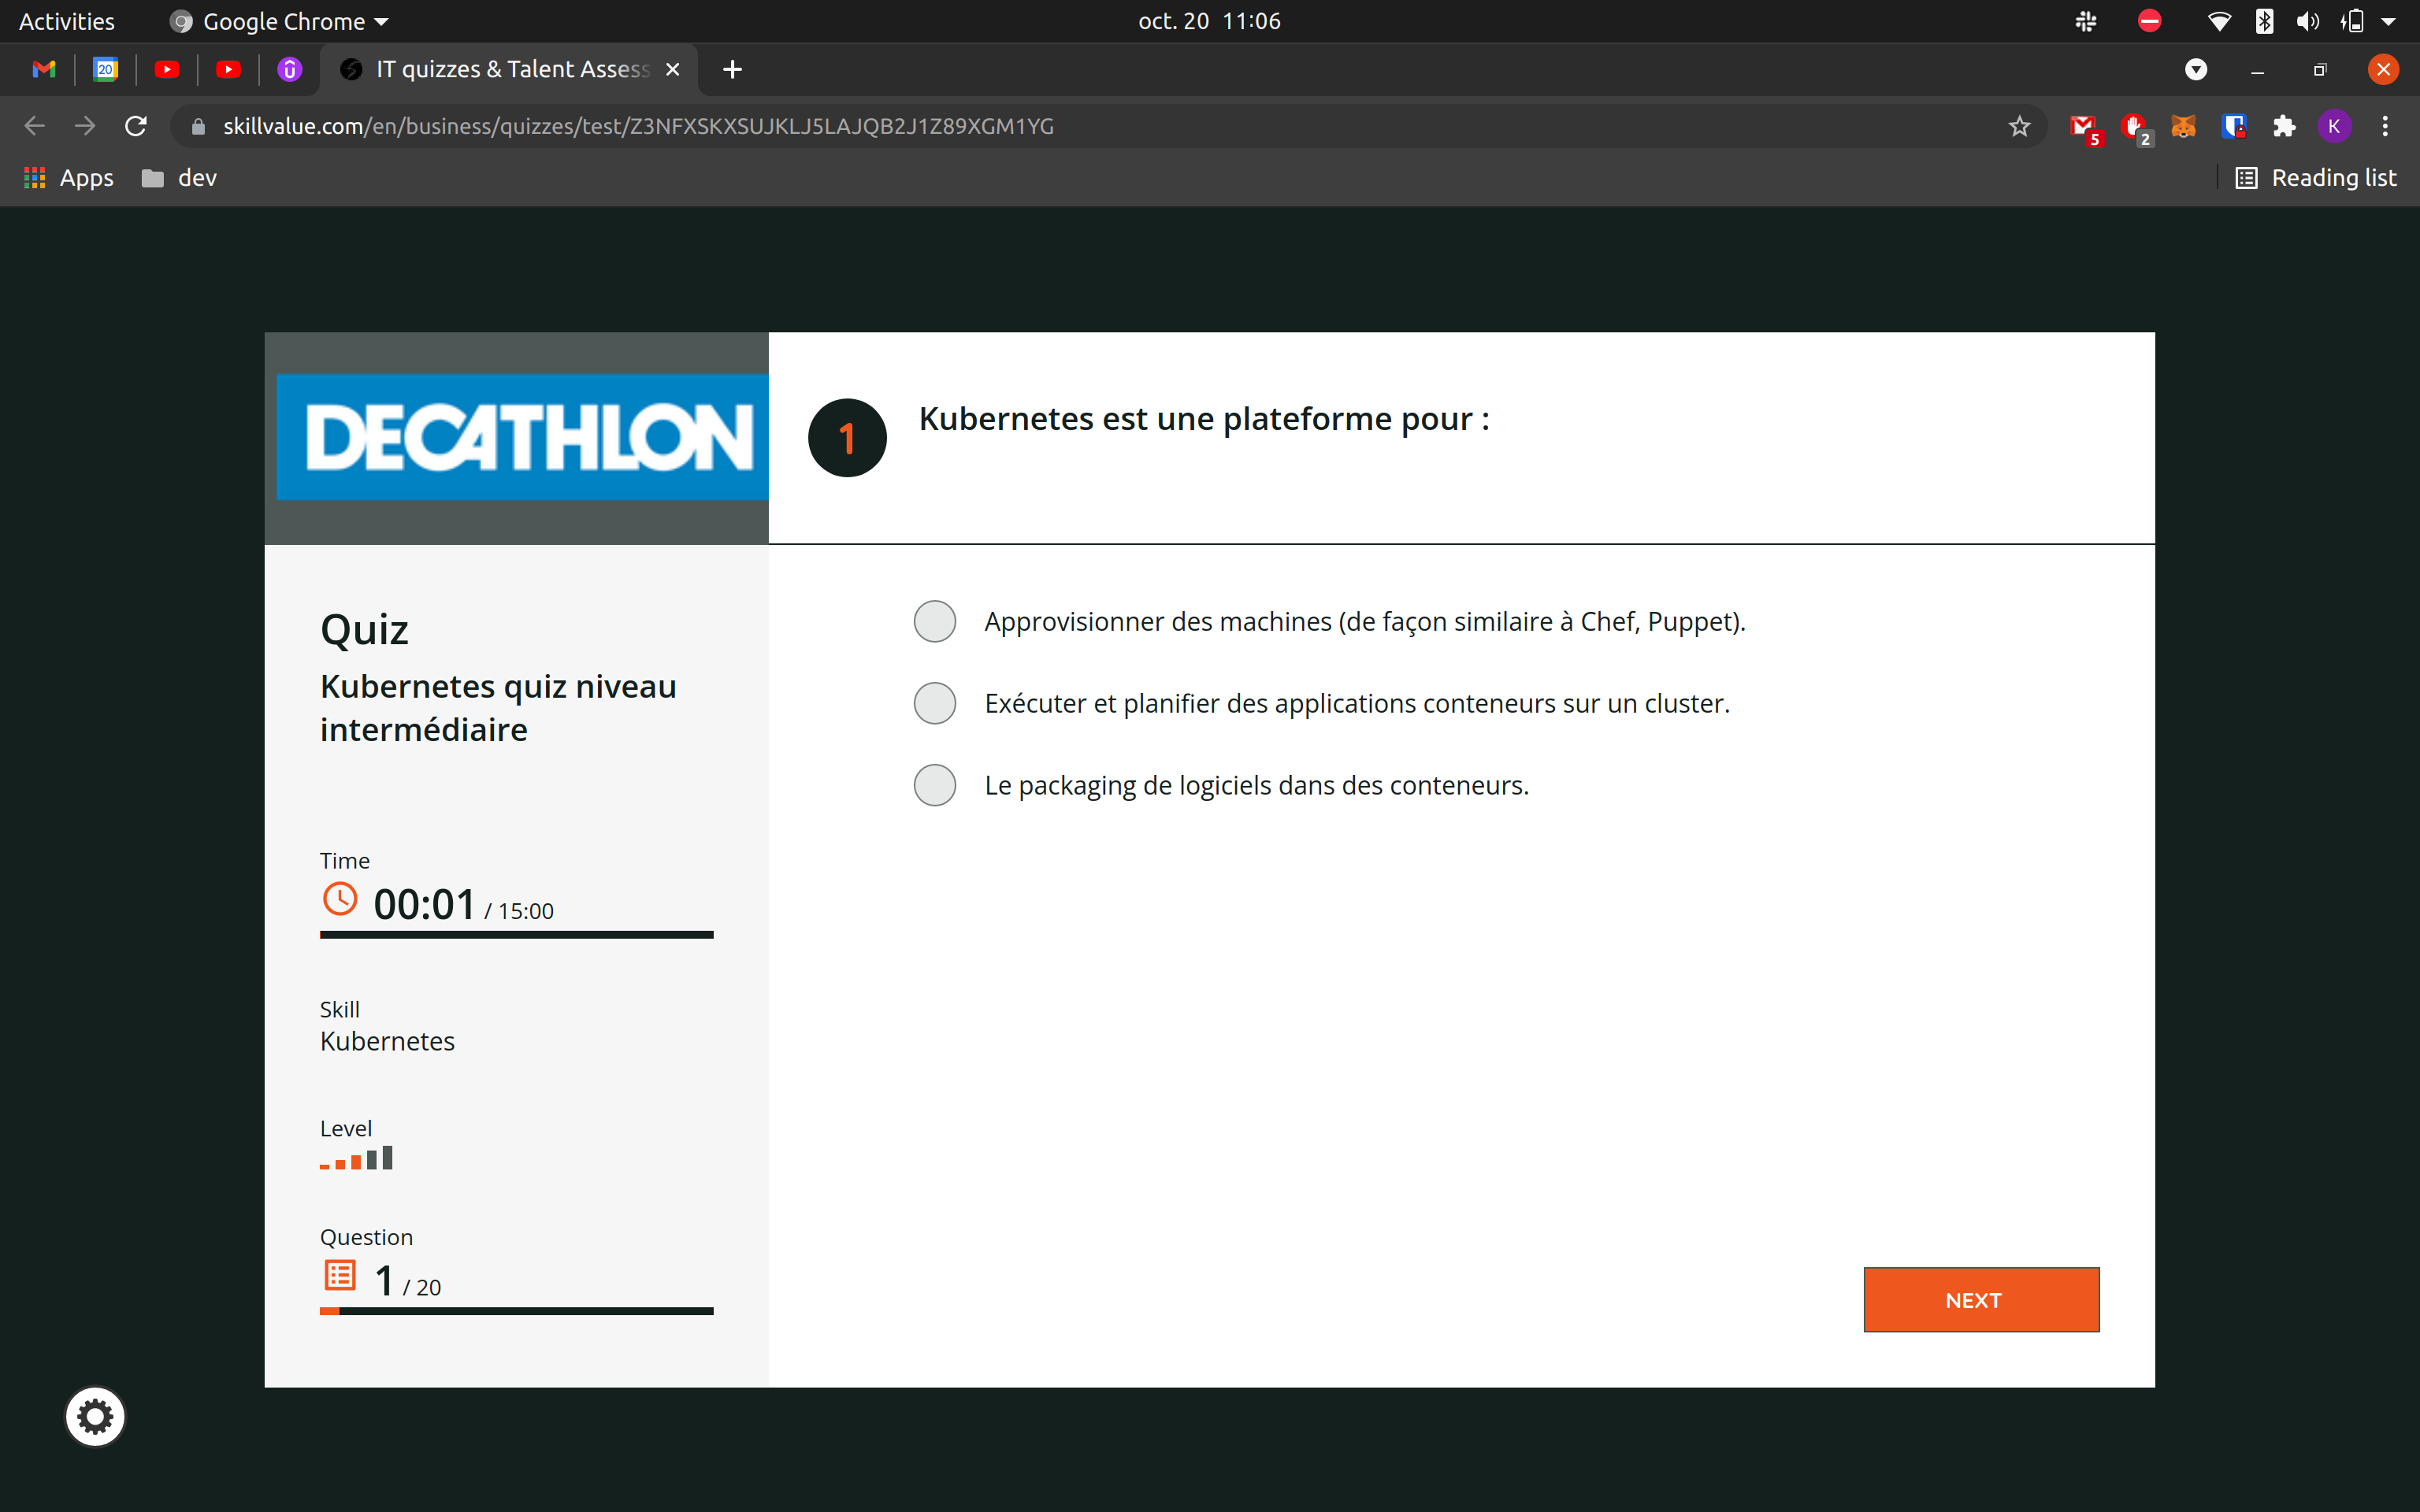 Activities
Google Chrome
oct. 20 11:06
20
IT quizzes & Talent Assess
skillvalue.com/en/business/quizzes/test/Z3NFXSKXSUJKLJ5LAJQB2J1Z89XGM1YG
5
2
K
Apps
dev
Reading list
DECATHLON
1
Kubernetes est une plateforme pour :
Quiz
Kubernetes quiz niveau
intermédiaire
Time
00:01 / 15:00
Skill
Kubernetes
Level
Question
1 / 20
Approvisionner des machines (de façon similaire à Chef, Puppet).
Exécuter et planifier des applications conteneurs sur un cluster.
Le packaging de logiciels dans des conteneurs.
NEXT